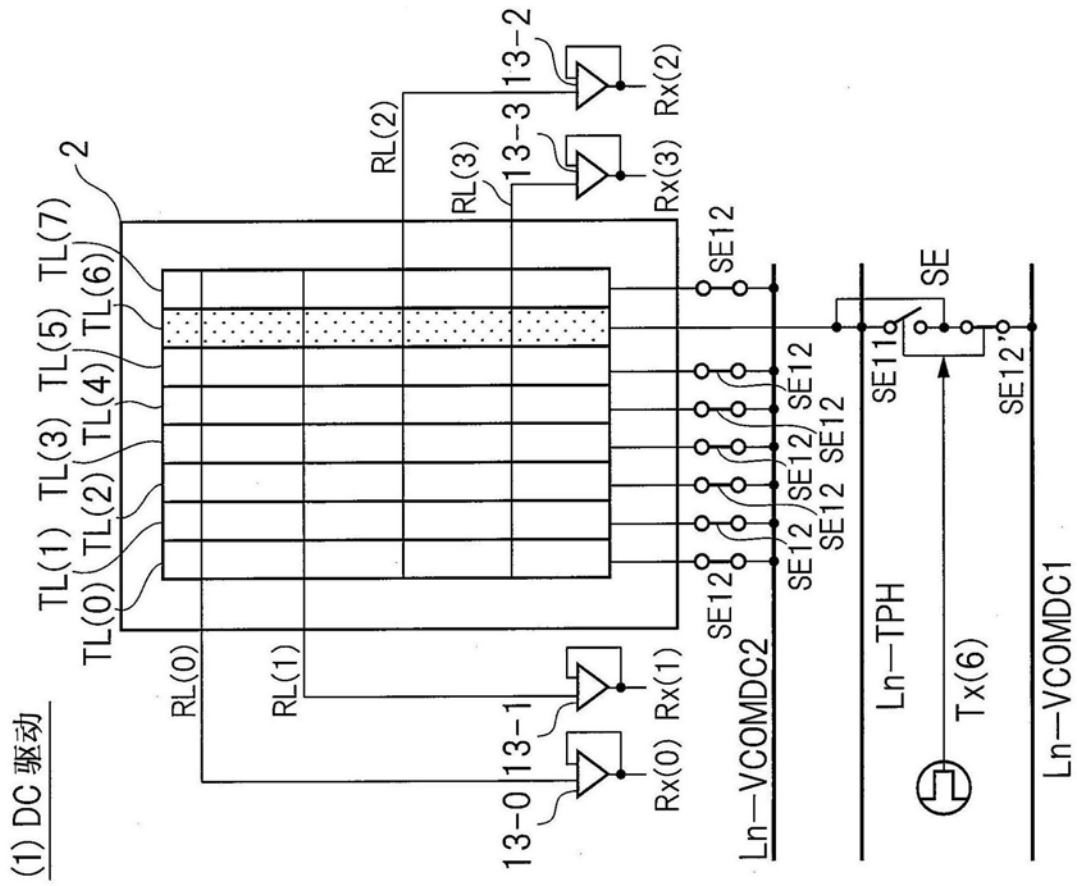 (1) DC 驱动
2
TL(0)
TL(1)
TL(2)
TL(3)
TL(4)
TL(5)
TL(6)
TL(7)
RL(0)
RL(1)
RL(2)
RL(3)
13-0
13-1
13-3
13-2
Rx(0)
Rx(1)
Rx(3)
Rx(2)
SE12
SE12
SE12
SE12
SE12
SE12
SE12
Ln—VCOMDC2
Ln—TPH
SE11
SE
Tx(6)
SE12'
Ln—VCOMDC1